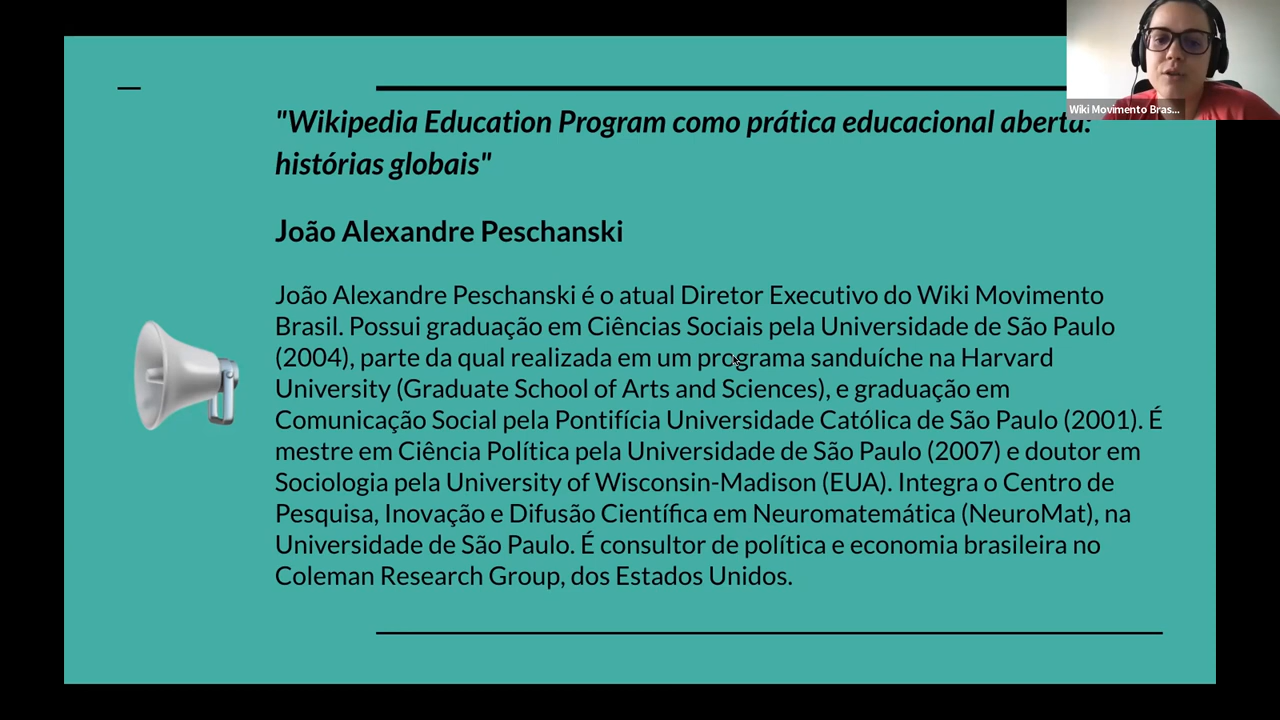 "Wikipedia Education Program como prática educacional aberta:
histórias globais"
João Alexandre Peschanski
João Alexandre Peschanski é o atual Diretor Executivo do Wiki Movimento
Brasil. Possui graduação em Ciências Sociais pela Universidade de São Paulo
(2004), parte da qual realizada em um programa sanduíche na Harvard
University (Graduate School of Arts and Sciences), e graduação em
Comunicação Social pela Pontifícia Universidade Católica de São Paulo (2001). É
mestre em Ciência Política pela Universidade de São Paulo (2007) e doutor em
Sociologia pela University of Wisconsin-Madison (EUA). Integra o Centro de
Pesquisa, Inovação e Difusão Científica em Neuromatemática (NeuroMat), na
Universidade de São Paulo. É consultor de política e economia brasileira no
Coleman Research Group, dos Estados Unidos.
Wiki Movimento Bras...